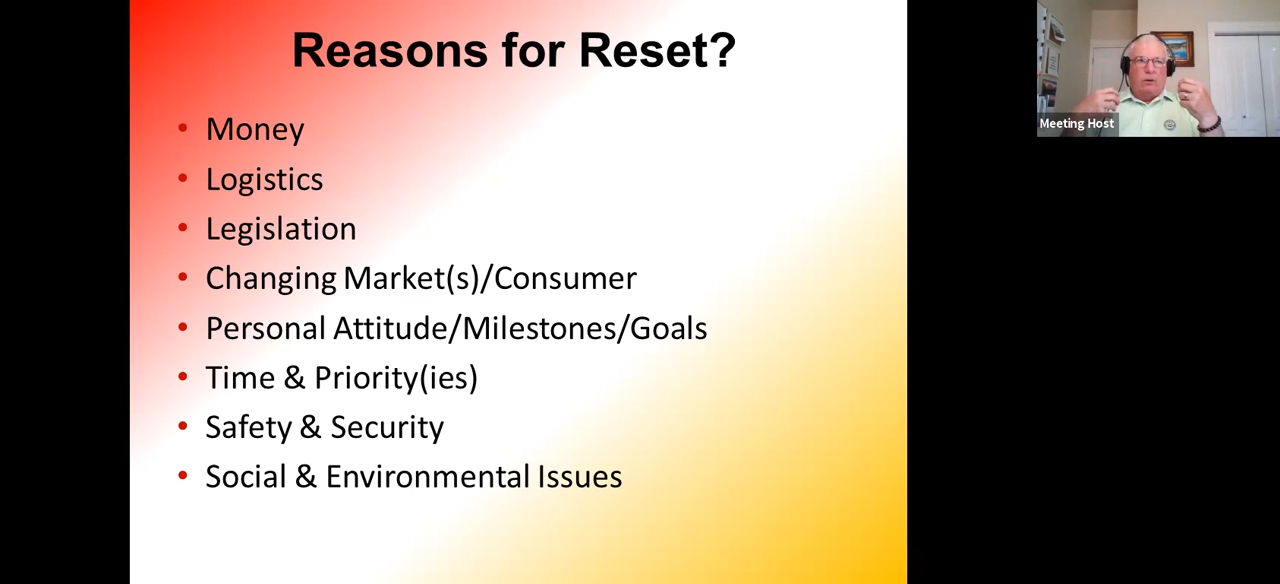 Reasons for Reset?
• Money
• Logistics
• Legislation
• Changing Market(s)/Consumer
• Personal Attitude/Milestones/Goals
• Time & Priority(ies)
• Safety & Security
• Social & Environmental Issues
Meeting Host